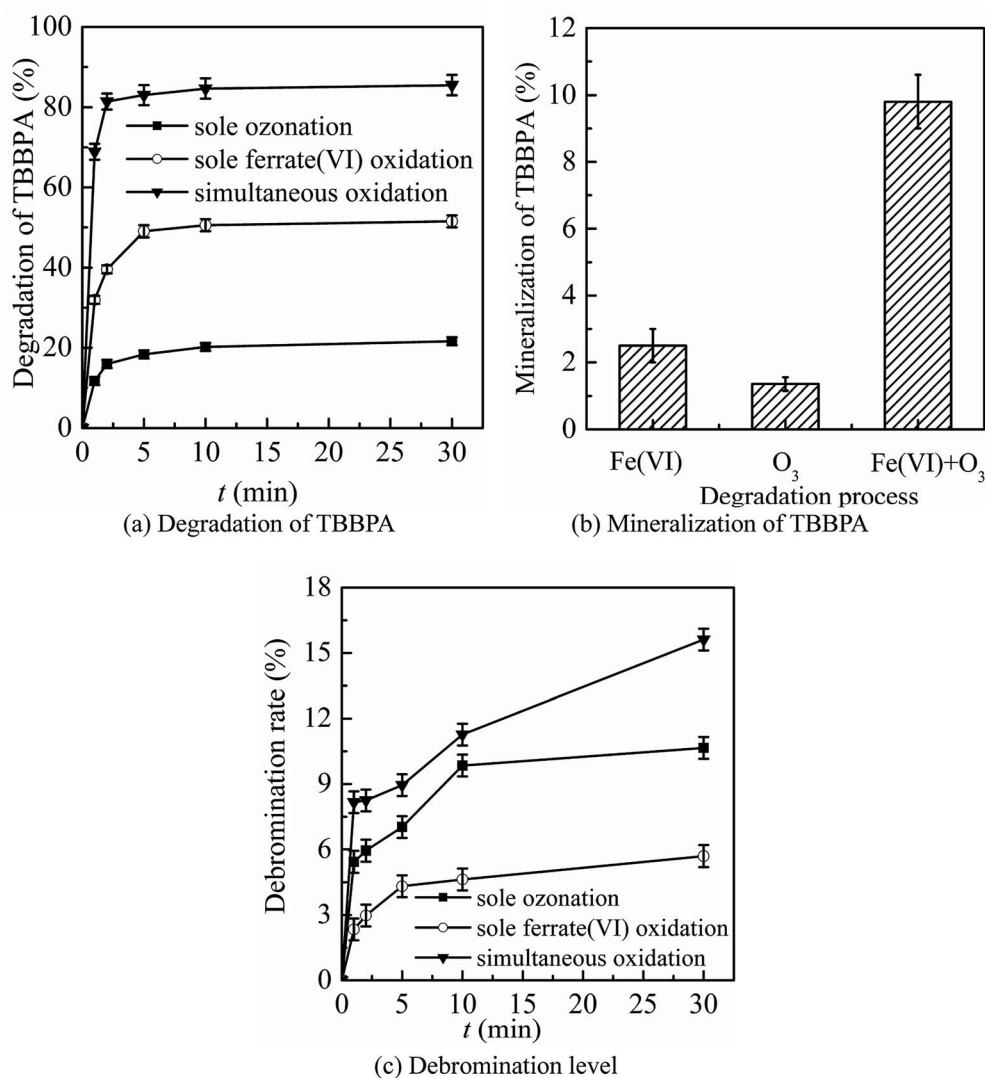 100
80
60
40
20
0
Degradation of TBBPA (%)
sole ozonation
sole ferrate(VI) oxidation
simultaneous oxidation
0 5 10 15 20 25 30
t (min)
(a) Degradation of TBBPA
12
10
8
6
4
2
0
Mineralization of TBBPA (%)
Fe(VI) O₃ Fe(VI)+O₃
Degradation process
(b) Mineralization of TBBPA
18
15
12
9
6
3
0
Debromination rate (%)
sole ozonation
sole ferrate(VI) oxidation
simultaneous oxidation
0 5 10 15 20 25 30
t (min)
(c) Debromination level